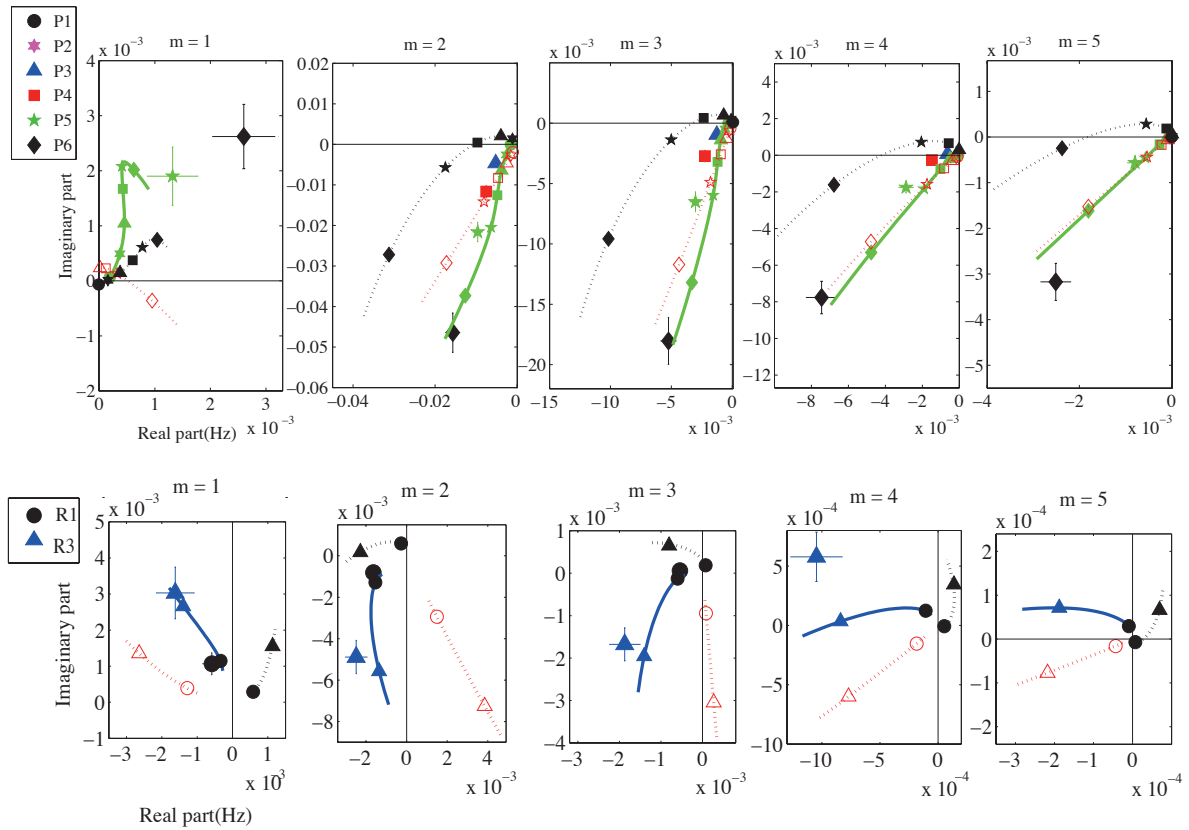 P1
P2
P3
P4
P5
P6
x 10⁻³
m = 1
m = 2
m = 3
x 10⁻³
m = 4
x 10⁻³
m = 5
x 10⁻³
Imaginary part
4
3
2
1
0
−1
−2
0.02
0.01
0
−0.01
−0.02
−0.03
−0.04
−0.05
−0.06
5
0
−5
−10
−15
−20
5
4
2
0
−2
−4
−6
−8
−10
−12
2
1
0
−1
−2
−3
−4
−5
0 1 2 3
−0.04 −0.02 0
−15 −10 −5 0
−8 −6 −4 −2 0
−4 −2 0
Real part(Hz)
x 10⁻³
x 10⁻³
x 10⁻³
x 10⁻³
R1
R3
x 10⁻³
m = 1
x 10⁻³
m = 2
x 10⁻³
m = 3
x 10⁻⁴
m = 4
x 10⁻⁴
m = 5
Imaginary part
5
4
3
2
1
0
−1
0
−2
−4
−6
−8
1
0
−1
−2
−3
−4
5
0
−5
−10
4
2
0
−2
−4
−3 −2 −1 0 1
−2 0 2 4
−3 −2 −1 0
−10 −5 0
−3 −2 −1 0
x 10³
x 10⁻³
x 10⁻³
x 10⁻⁴
x 10⁻⁴
Real part(Hz)